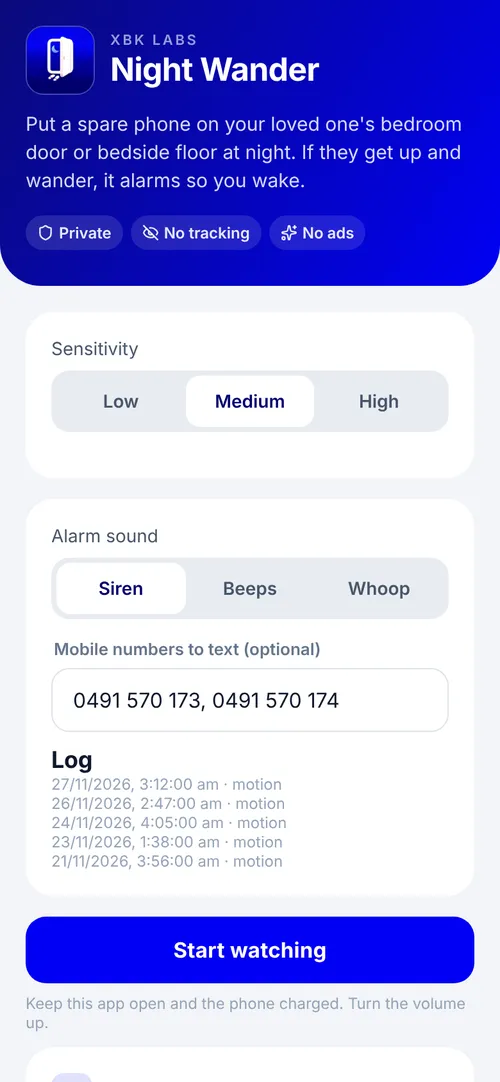 XBK LABS
Night Wander
Put a spare phone on your loved one's bedroom
door or bedside floor at night. If they get up and
wander, it alarms so you wake.
Private
No tracking
No ads
Sensitivity
Low
Medium
High
Alarm sound
Siren
Beeps
Whoop
Mobile numbers to text (optional)
0491 570 173, 0491 570 174
Log
27/11/2026, 3:12:00 am · motion
26/11/2026, 2:47:00 am · motion
24/11/2026, 4:05:00 am · motion
23/11/2026, 1:38:00 am · motion
21/11/2026, 3:56:00 am · motion
Start watching
Keep this app open and the phone charged. Turn the volume
up.